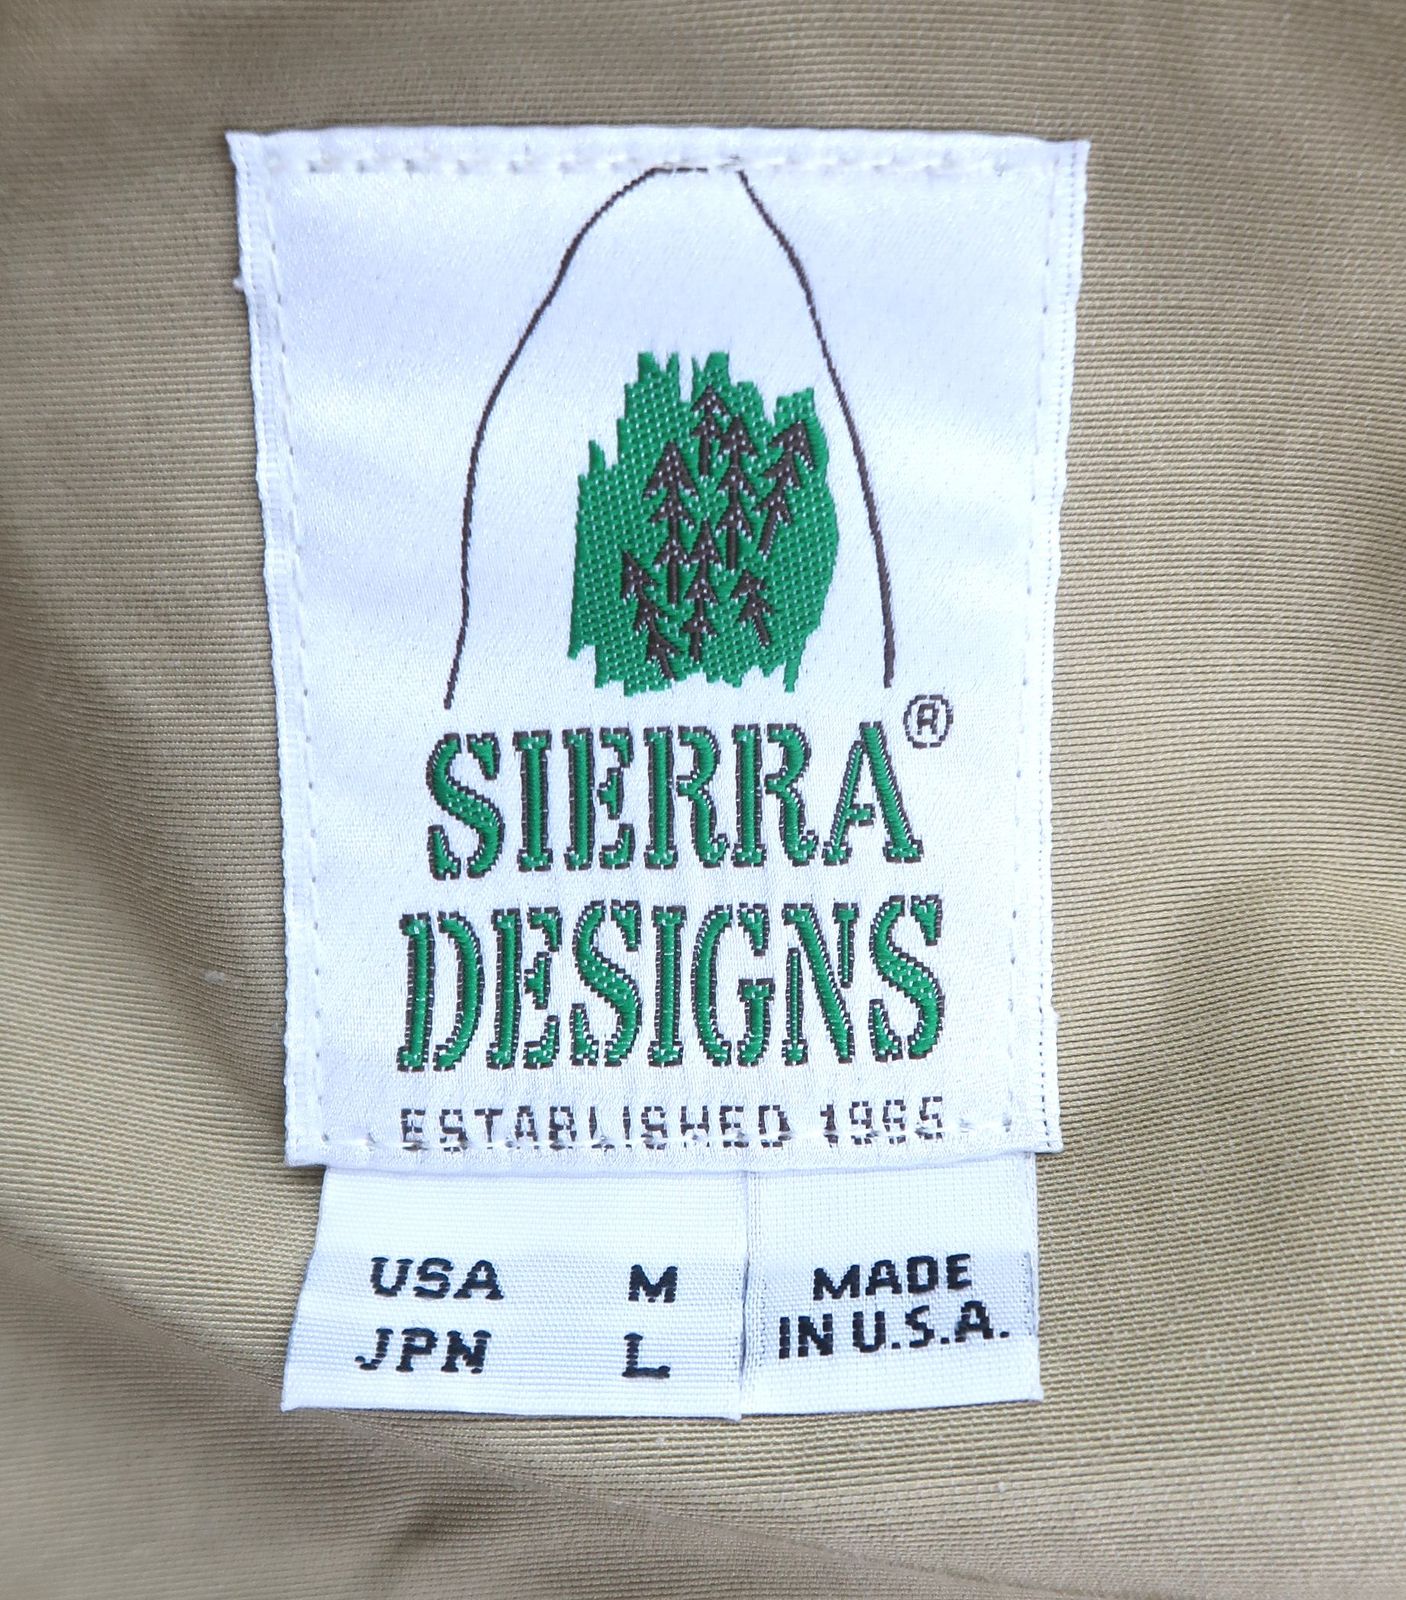 SIERRA®
DESIGNS
ESTABLISHED 1965
USA M
JPN L
MADE
IN U.S.A.